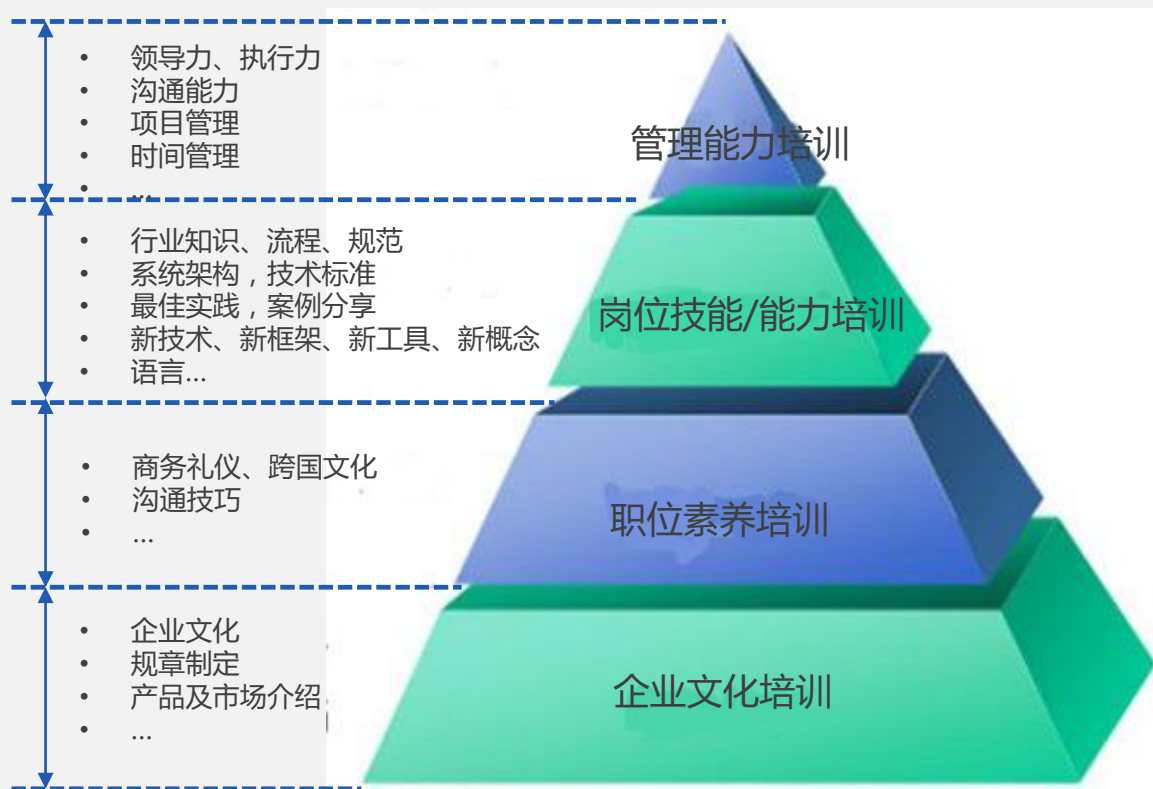 • 领导力、执行力
• 沟通能力
• 项目管理
• 时间管理
• ...
管理能力培训
• 行业知识、流程、规范
• 系统架构，技术标准
• 最佳实践，案例分享
• 新技术、新框架、新工具、新概念
• 语言...
岗位技能/能力培训
• 商务礼仪、跨国文化
• 沟通技巧
• ...
职位素养培训
• 企业文化
• 规章制定
• 产品及市场介绍
• ...
企业文化培训